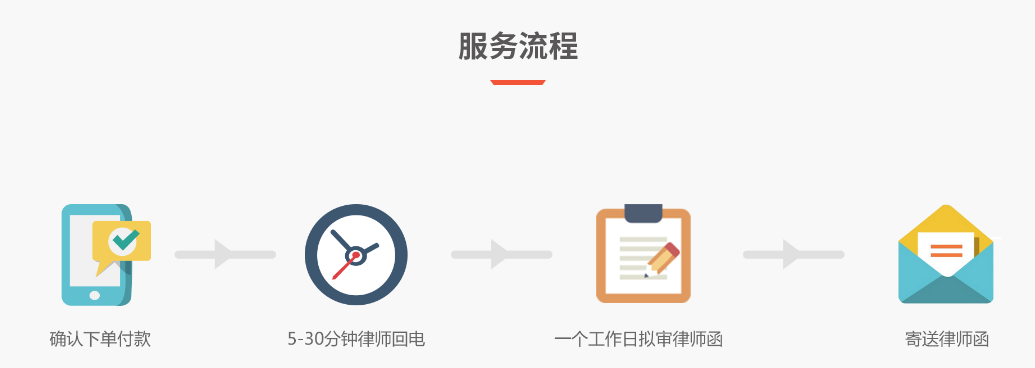 服务流程
确认下单付款
5-30分钟律师回电
一个工作日拟审律师函
寄送律师函